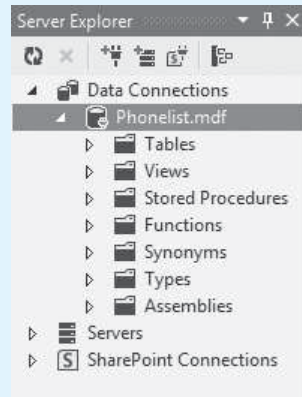 Server Explorer
Data Connections
Phonelist.mdf
Tables
Views
Stored Procedures
Functions
Synonyms
Types
Assemblies
Servers
SharePoint Connections